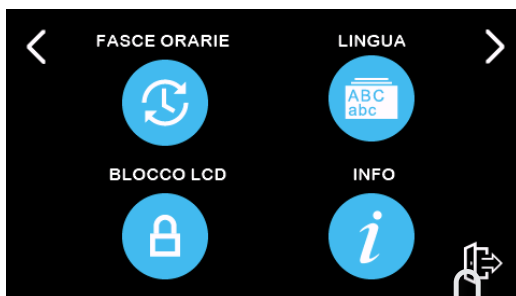 FASCE ORARIE
LINGUA
ABC
abc
BLOCCO LCD
INFO
i